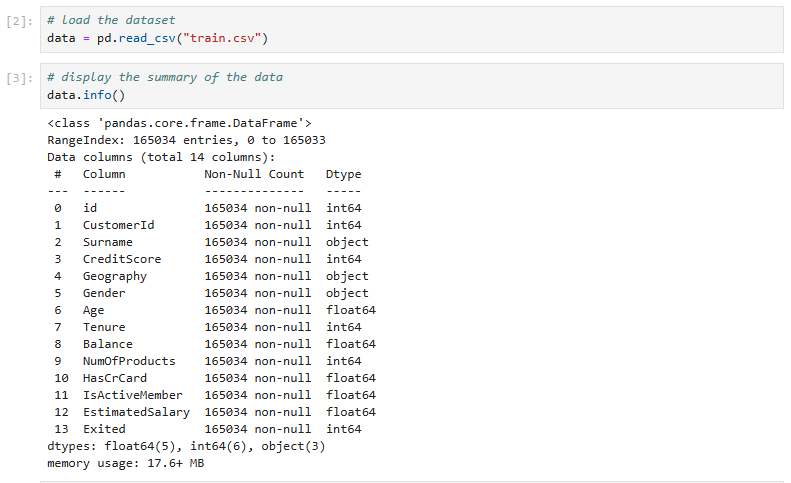 [2]: # load the dataset
data = pd.read_csv("train.csv")
[3]: # display the summary of the data
data.info()
<class 'pandas.core.frame.DataFrame'>
RangeIndex: 165034 entries, 0 to 165033
Data columns (total 14 columns):
 #   Column           Non-Null Count   Dtype
---  ------           --------------   -----
 0   id               165034 non-null  int64
 1   CustomerId       165034 non-null  int64
 2   Surname          165034 non-null  object
 3   CreditScore      165034 non-null  int64
 4   Geography        165034 non-null  object
 5   Gender           165034 non-null  object
 6   Age              165034 non-null  float64
 7   Tenure           165034 non-null  int64
 8   Balance          165034 non-null  float64
 9   NumOfProducts    165034 non-null  int64
 10  HasCrCard        165034 non-null  float64
 11  IsActiveMember   165034 non-null  float64
 12  EstimatedSalary  165034 non-null  float64
 13  Exited           165034 non-null  int64
dtypes: float64(5), int64(6), object(3)
memory usage: 17.6+ MB